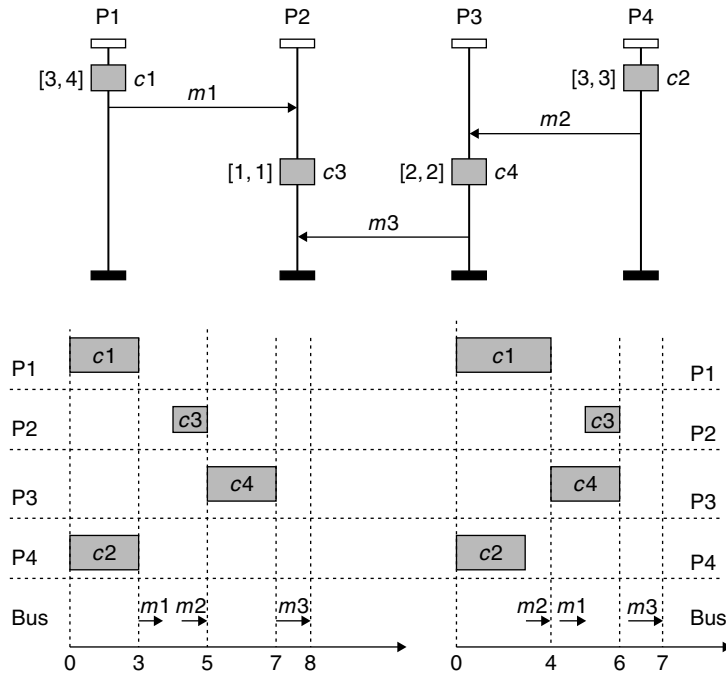 P1 P2 P3 P4
[3, 4] c1 [3, 3] c2
m1
m2
[1, 1] c3 [2, 2] c4
m3
c1 c1
P1 P1
c3 c3
P2 P2
c4 c4
P3 P3
c2 c2
P4 P4
m1 m2 m3 m2 m1 m3
Bus Bus
0 3 5 7 8 0 4 6 7